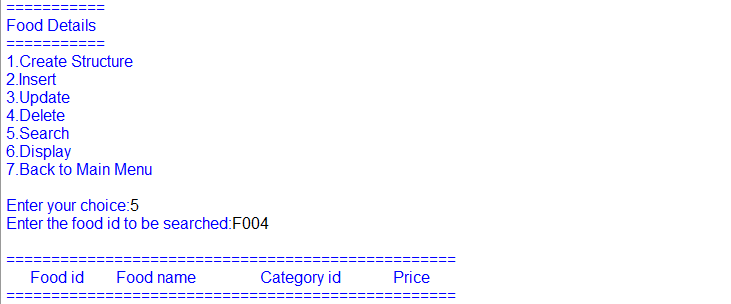 ===========
Food Details
===========
1.Create Structure
2.Insert
3.Update
4.Delete
5.Search
6.Display
7.Back to Main Menu
Enter your choice:5
Enter the food id to be searched:F004
==================================================
Food id Food name Category id Price
==================================================